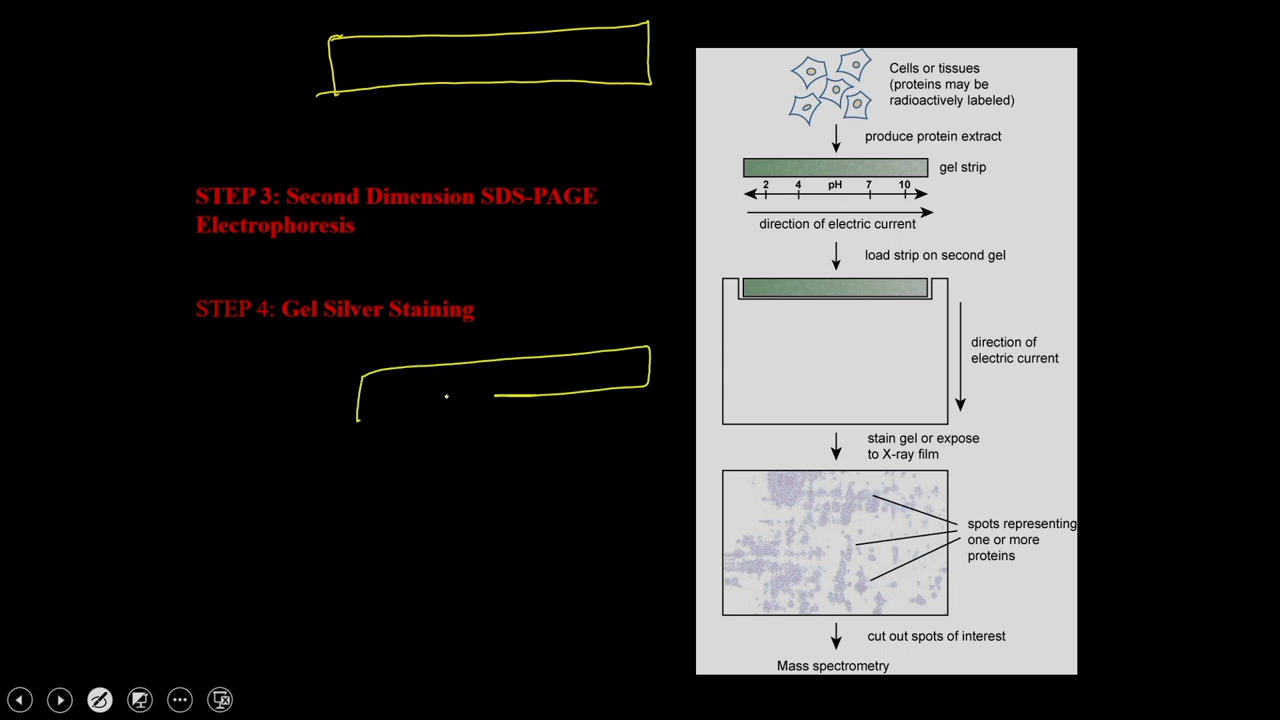 STEP 3: Second Dimension SDS-PAGE
Electrophoresis
STEP 4: Gel Silver Staining
Cells or tissues
(proteins may be
radioactively labeled)
produce protein extract
gel strip
2 4 pH 7 10
direction of electric current
load strip on second gel
direction of
electric current
stain gel or expose
to X-ray film
spots representing
one or more
proteins
cut out spots of interest
Mass spectrometry